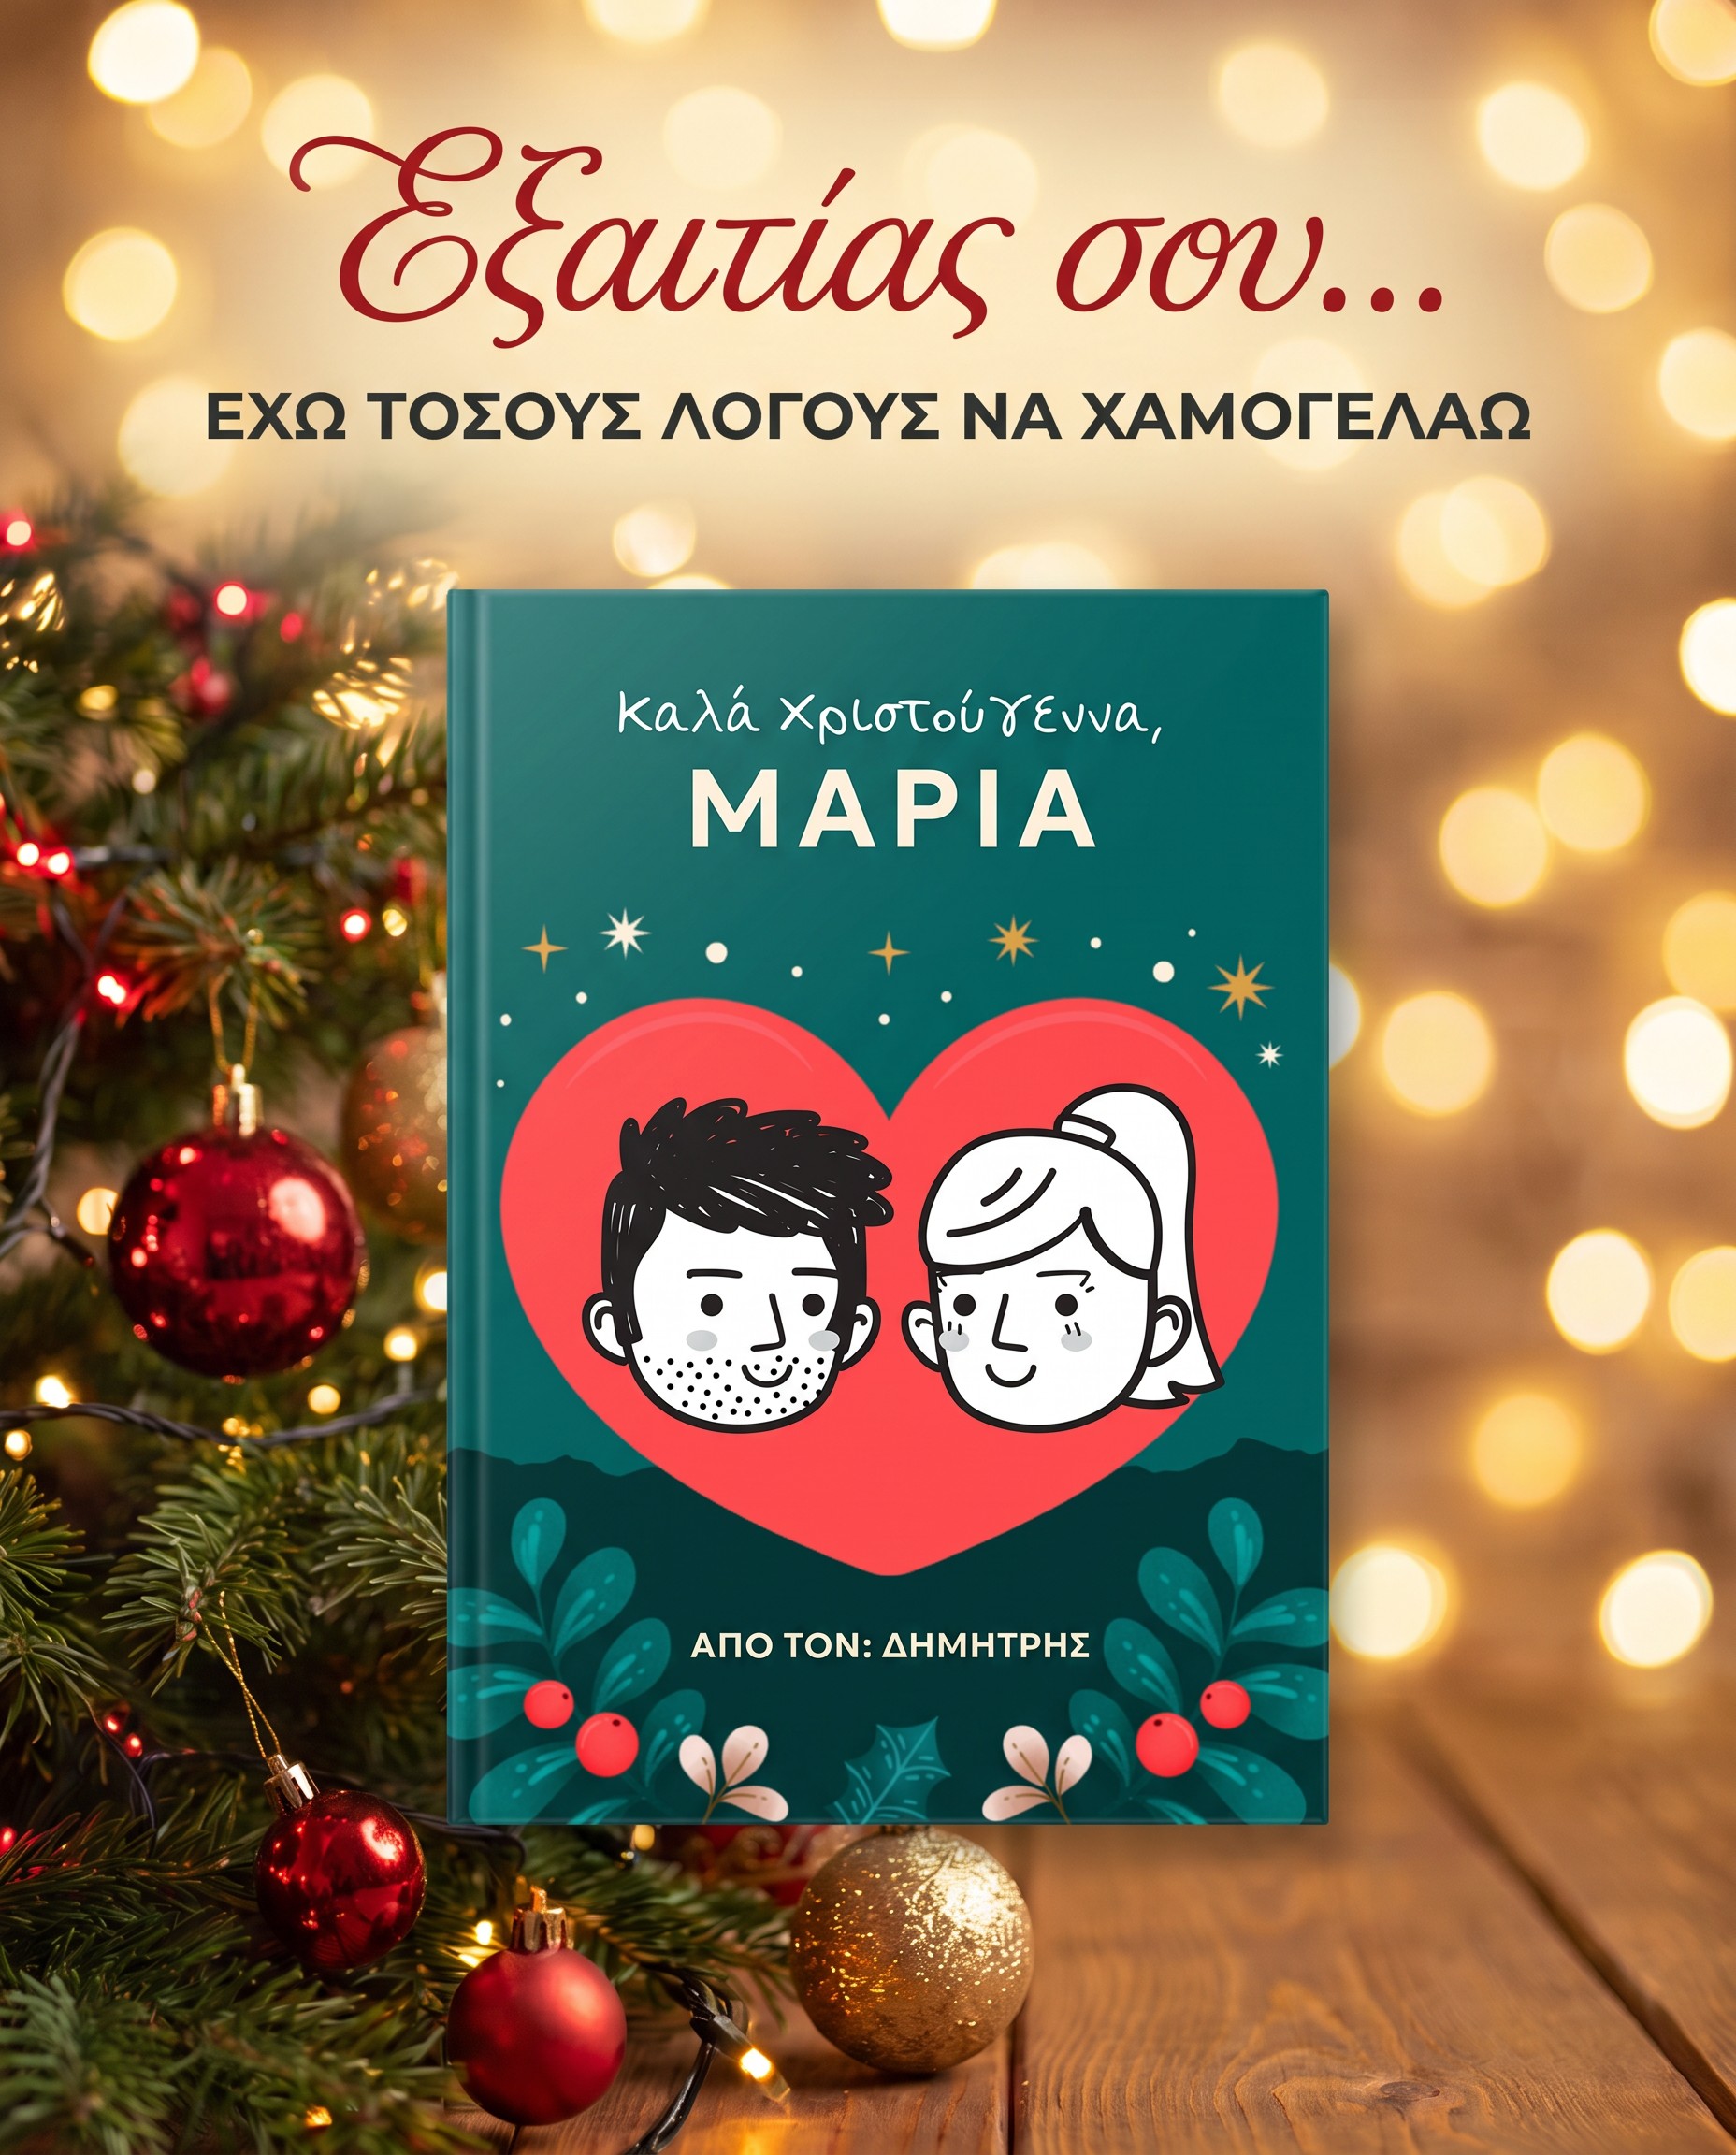 Εξαιτίας σου...
ΕΧΩ ΤΟΣΟΥΣ ΛΟΓΟΥΣ ΝΑ ΧΑΜΟΓΕΛΑΩ
Καλά Χριστούγεννα,
ΜΑΡΙΑ
ΑΠΟ ΤΟΝ: ΔΗΜΗΤΡΗΣ